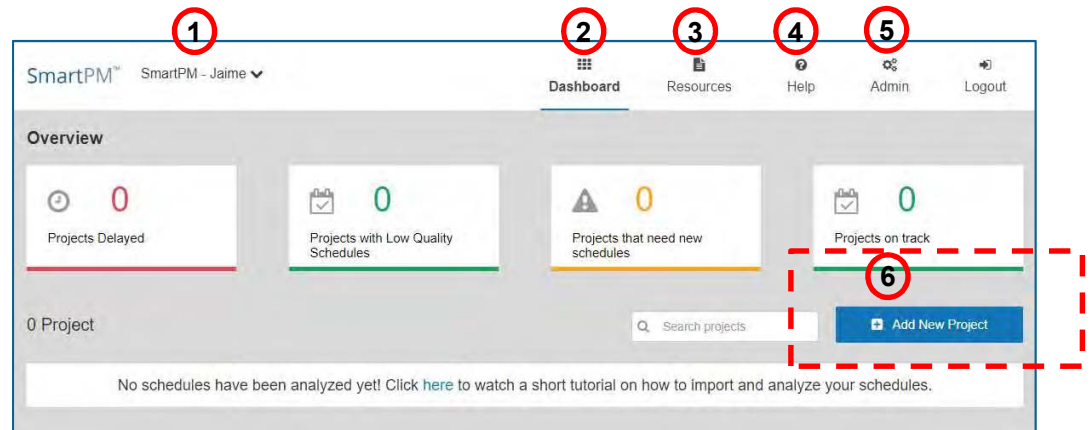 1 2 3 4 5
SmartPM™ SmartPM - Jaime
Dashboard Resources Help Admin Logout
Overview
0 0 0 0
Projects Delayed
Projects with Low Quality
Schedules
Projects that need new
schedules
Projects on track
6
0 Project
Search projects
Add New Project
No schedules have been analyzed yet! Click here to watch a short tutorial on how to import and analyze your schedules.